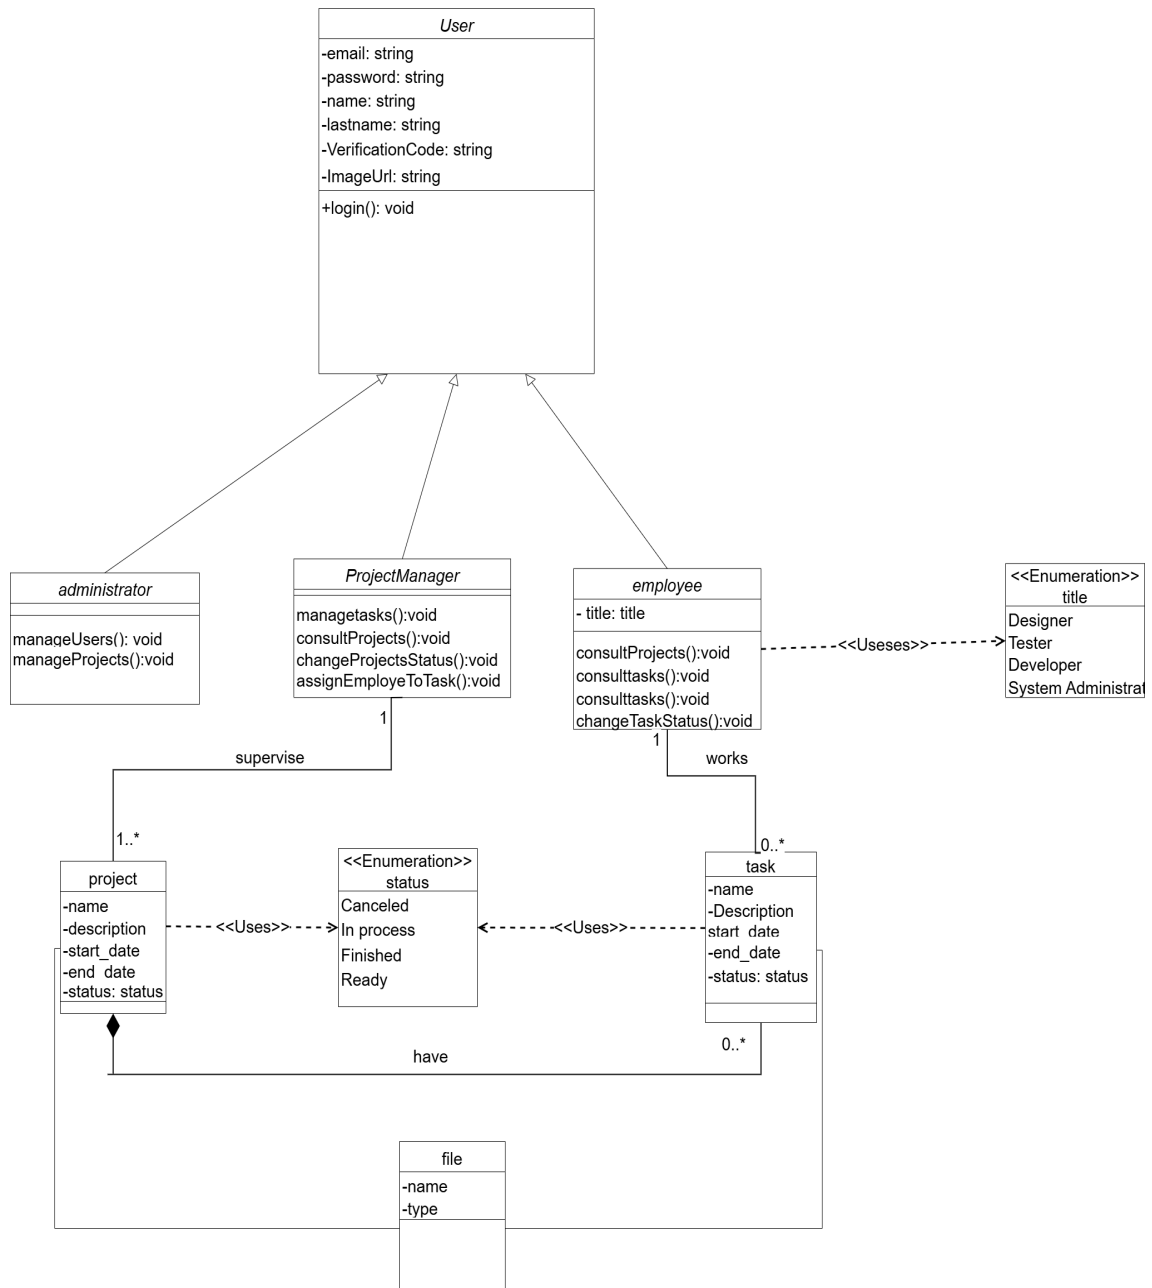 User
-email: string
-password: string
-name: string
-lastname: string
-VerificationCode: string
-ImageUrl: string
+login(): void
administrator
manageUsers(): void
manageProjects():void
ProjectManager
managetasks():void
consultProjects():void
changeProjectsStatus():void
assignEmployeToTask():void
employee
- title: title
consultProjects():void
consulttasks():void
consulttasks():void
changeTaskStatus():void
<<Useses>>
<<Enumeration>>
title
Designer
Tester
Developer
System Administrat
1
supervise
1..*
1
works
0..*
project
-name
-description
-start_date
-end_date
-status: status
<<Uses>>
<<Enumeration>>
status
Canceled
In process
Finished
Ready
<<Uses>>
task
-name
-Description
start_date
-end_date
-status: status
0..*
have
file
-name
-type